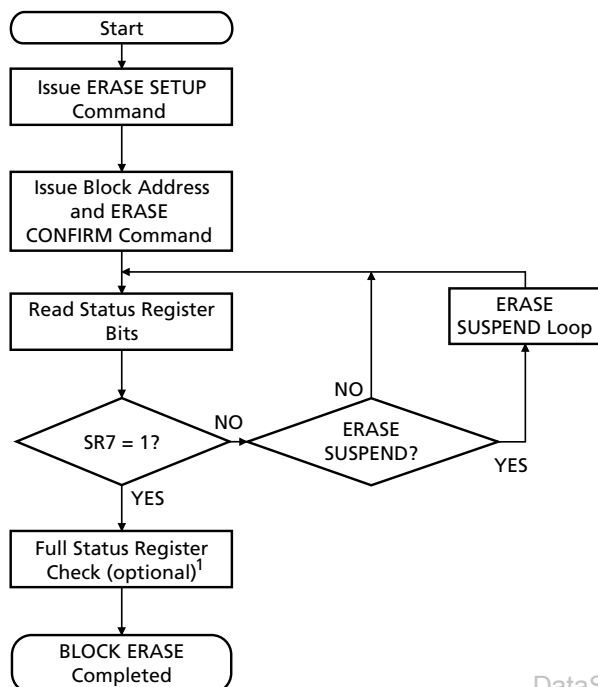 Start
Issue ERASE SETUP
Command
Issue Block Address
and ERASE
CONFIRM Command
Read Status Register
Bits
ERASE
SUSPEND Loop
NO
SR7 = 1?
NO
ERASE
SUSPEND?
YES
YES
Full Status Register
Check (optional)1
BLOCK ERASE
Completed
DataS